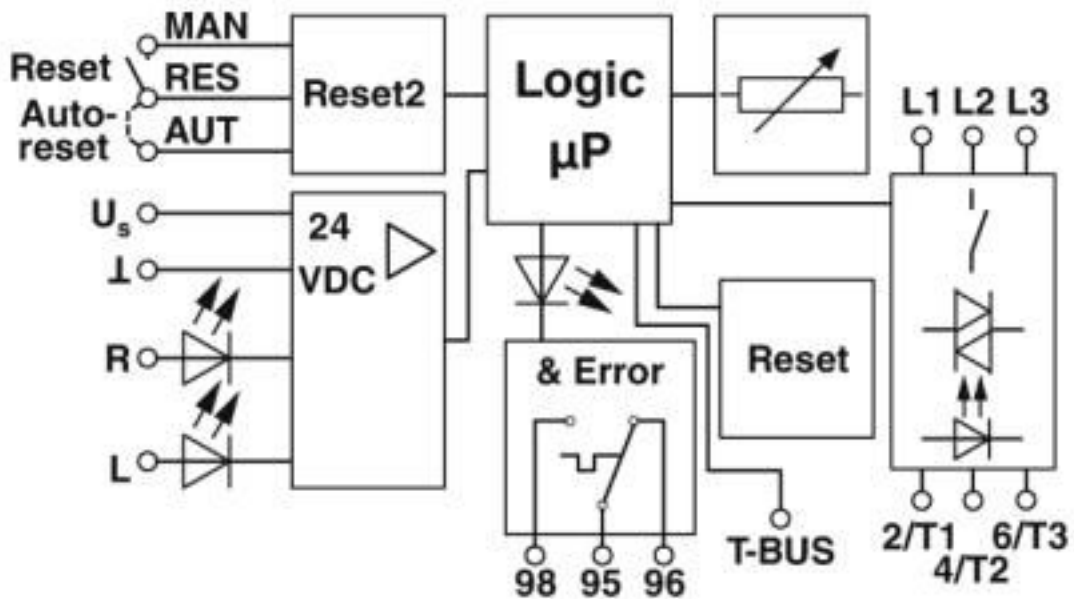 MAN
Reset
RES
Auto-
reset
AUT
Reset2
Logic
µP
L1 L2 L3
U_s
⊥
R
L
24
VDC
& Error
Reset
98 95 96
T-BUS
2/T1
4/T2
6/T3